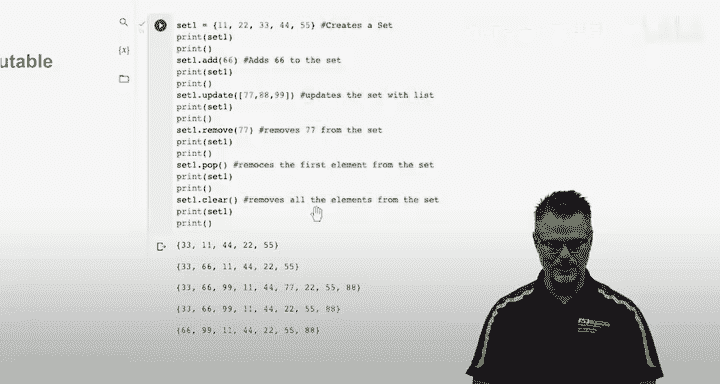 utable
{x}
set1 = {11, 22, 33, 44, 55} #Creates a Set
print(set1)
print()
set1.add(66) #Adds 66 to the set
print(set1)
print()
set1.update([77,88,99]) #updates the set with list
print(set1)
print()
set1.remove(77) #removes 77 from the set
print(set1)
print()
set1.pop() #remoces the first element from the set
print(set1)
print()
set1.clear() #removes all the elements from the set
print(set1)
print()
{33, 11, 44, 22, 55}
{33, 66, 11, 44, 22, 55}
{33, 66, 99, 11, 44, 77, 22, 55, 88}
{33, 66, 99, 11, 44, 22, 55, 88}
{66, 99, 11, 44, 22, 55, 88}